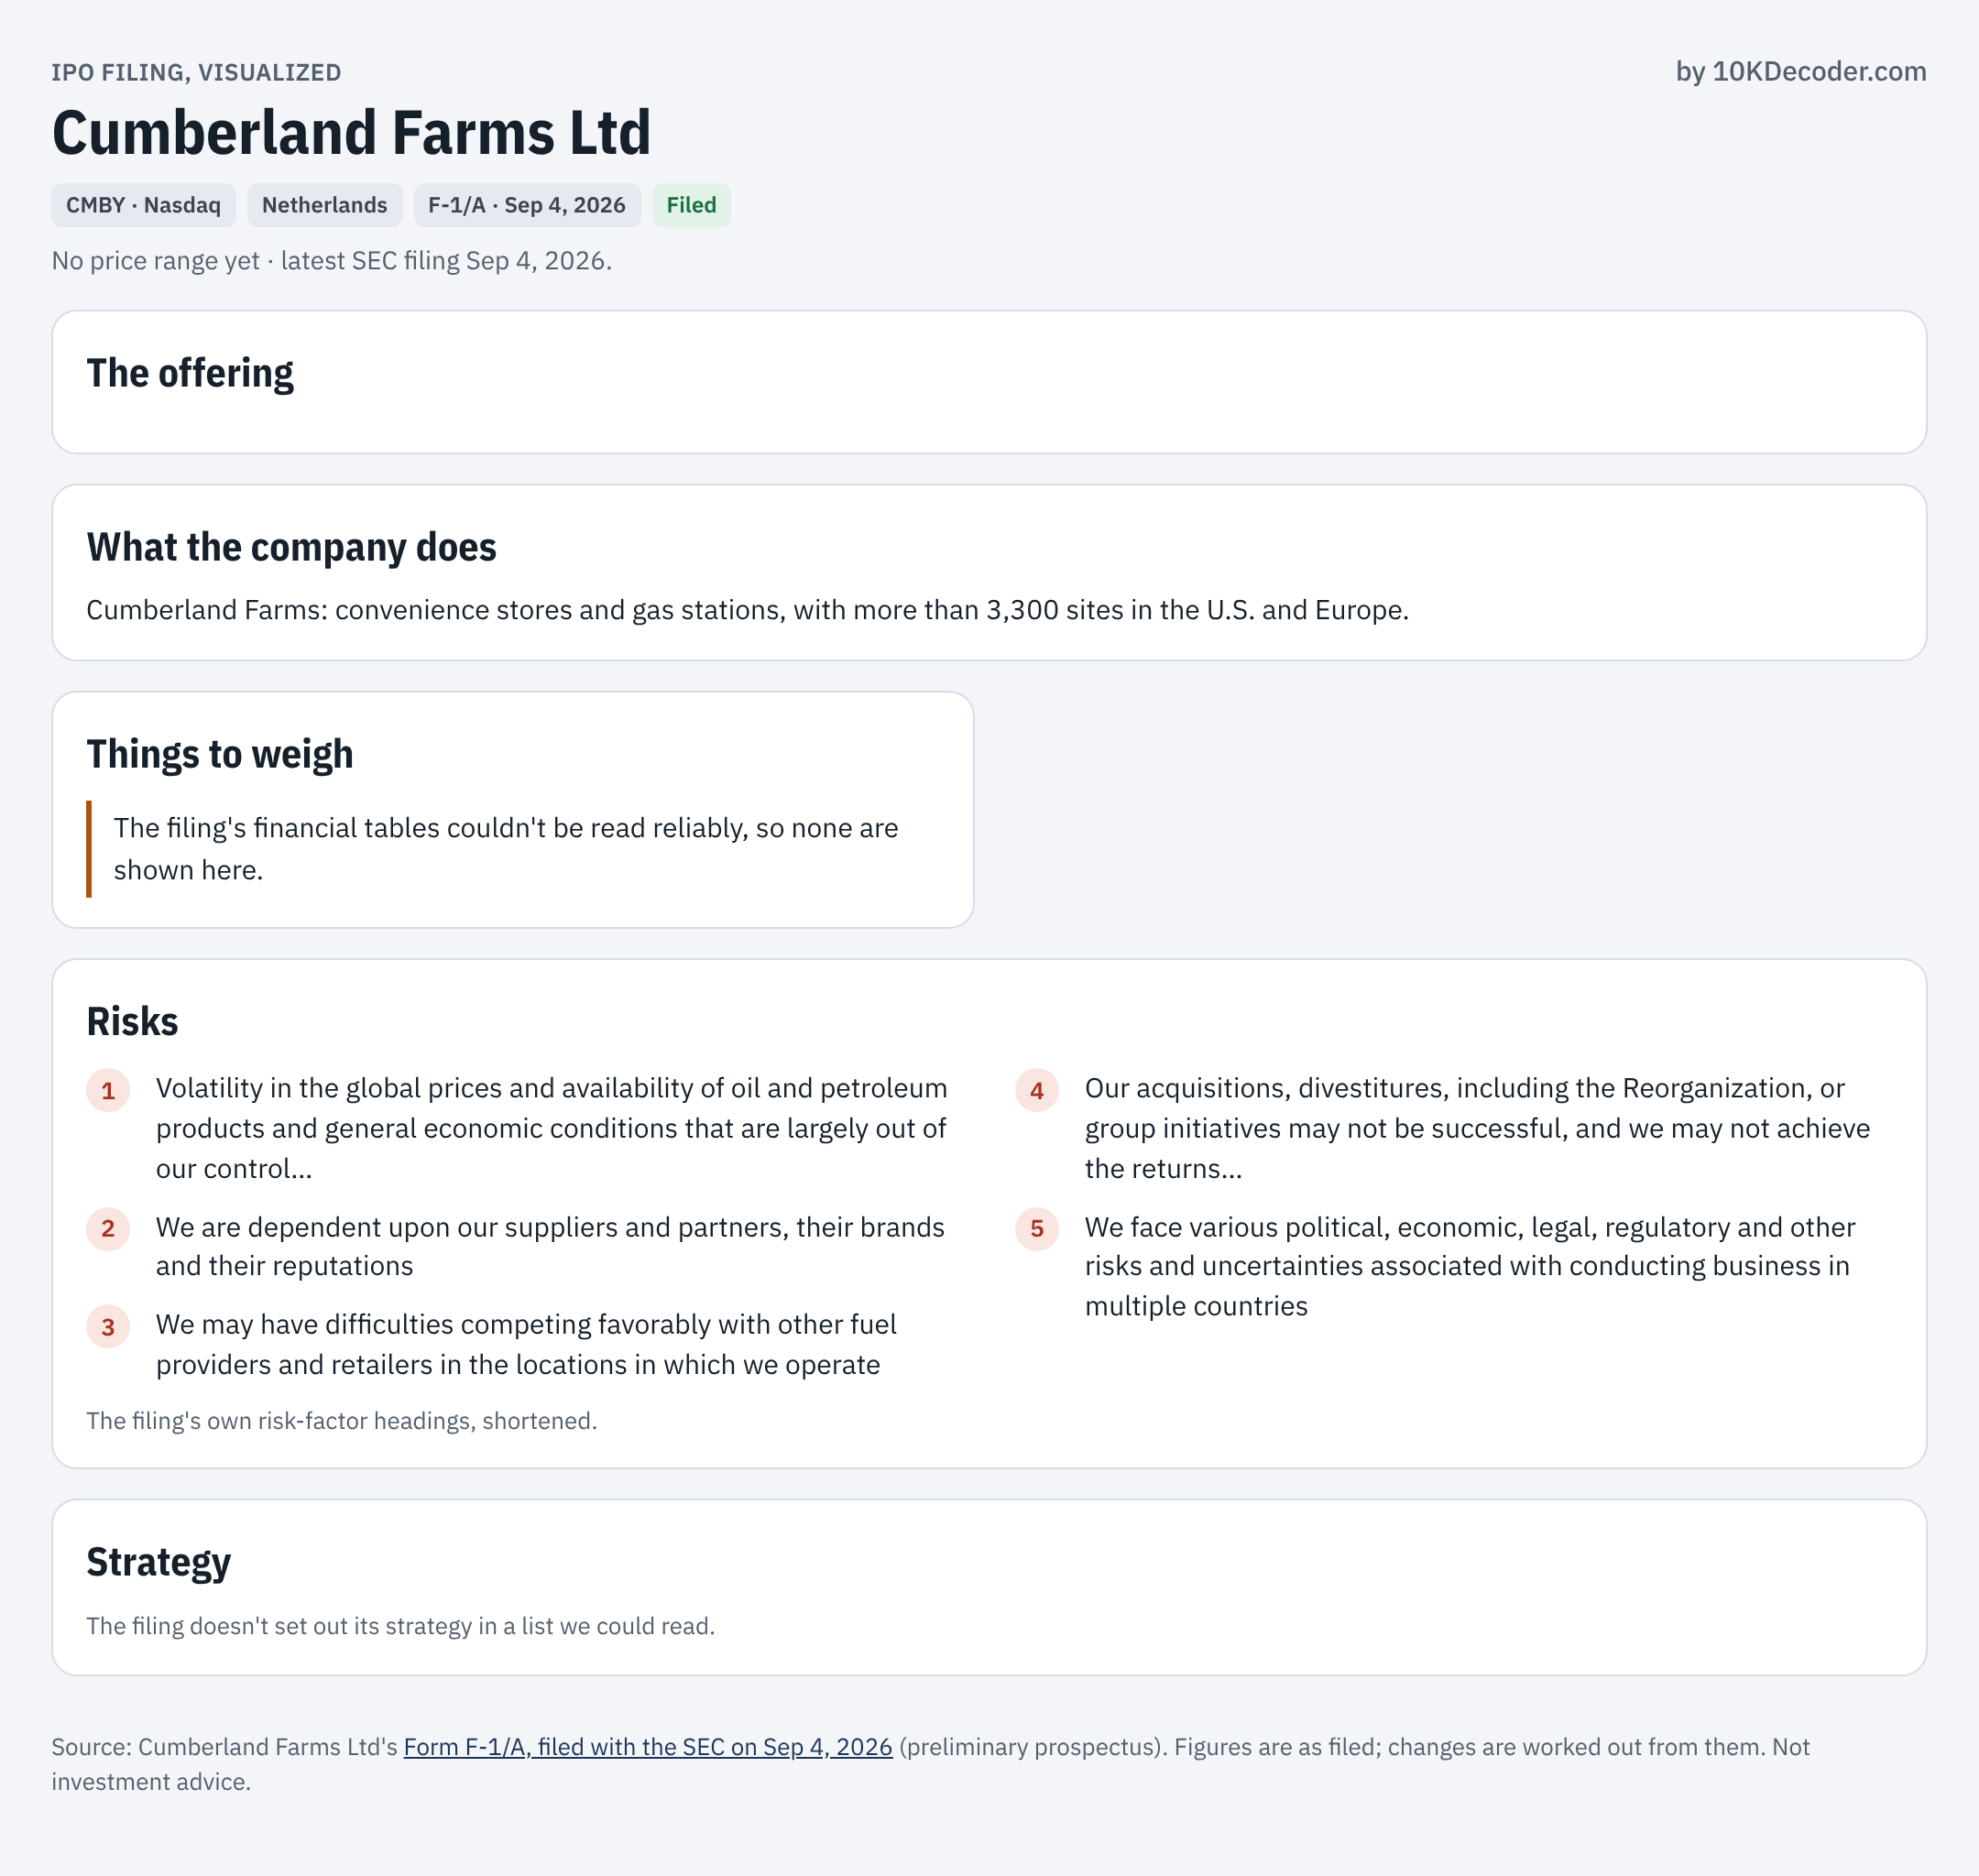 IPO FILING, VISUALIZED
by 10KDecoder.com
Cumberland Farms Ltd
CMBY · Nasdaq
Netherlands
F-1/A · Sep 4, 2026
Filed
No price range yet · latest SEC filing Sep 4, 2026.
The offering
What the company does
Cumberland Farms: convenience stores and gas stations, with more than 3,300 sites in the U.S. and Europe.
Things to weigh
The filing's financial tables couldn't be read reliably, so none are
shown here.
Risks
1 Volatility in the global prices and availability of oil and petroleum
products and general economic conditions that are largely out of
our control...
2 We are dependent upon our suppliers and partners, their brands
and their reputations
3 We may have difficulties competing favorably with other fuel
providers and retailers in the locations in which we operate
4 Our acquisitions, divestitures, including the Reorganization, or
group initiatives may not be successful, and we may not achieve
the returns...
5 We face various political, economic, legal, regulatory and other
risks and uncertainties associated with conducting business in
multiple countries
The filing's own risk-factor headings, shortened.
Strategy
The filing doesn't set out its strategy in a list we could read.
Source: Cumberland Farms Ltd's Form F-1/A, filed with the SEC on Sep 4, 2026 (preliminary prospectus). Figures are as filed; changes are worked out from them. Not
investment advice.